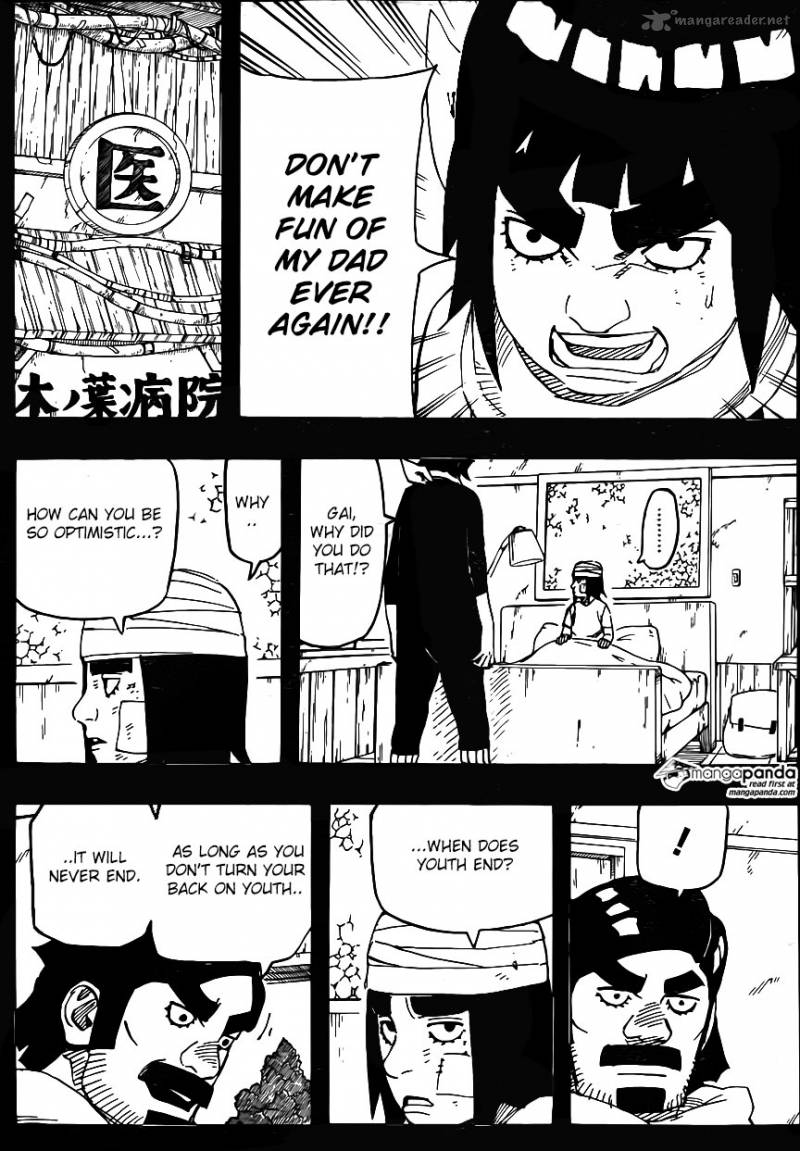 mangareader.net
DON'T
MAKE
FUN OF
MY DAD
EVER
AGAIN!!
医
木ノ葉病院
GAI,
WHY DID
YOU DO
THAT!?
........
WHY
..
HOW CAN YOU BE
SO OPTIMISTIC...?
mangapanda
read first at
mangapanda.com
!
...WHEN DOES
YOUTH END?
AS LONG AS YOU
DON'T TURN YOUR
BACK ON YOUTH..
..IT WILL
NEVER END.